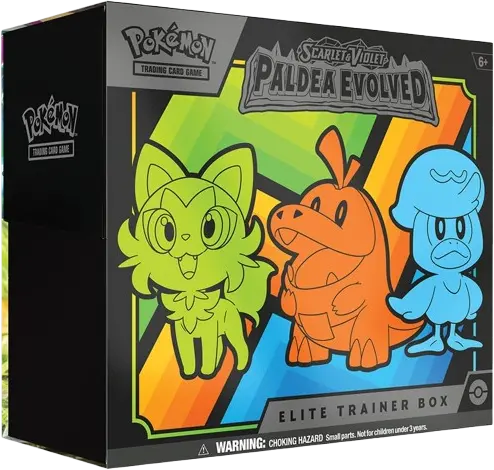 POKÉMON
TRADING CARD GAME
SCARLET & VIOLET
PALDEA EVOLVED
6+
POKÉMON
TRADING CARD GAME
ELITE TRAINER BOX
WARNING: CHOKING HAZARD Small parts. Not for children under 3 years.